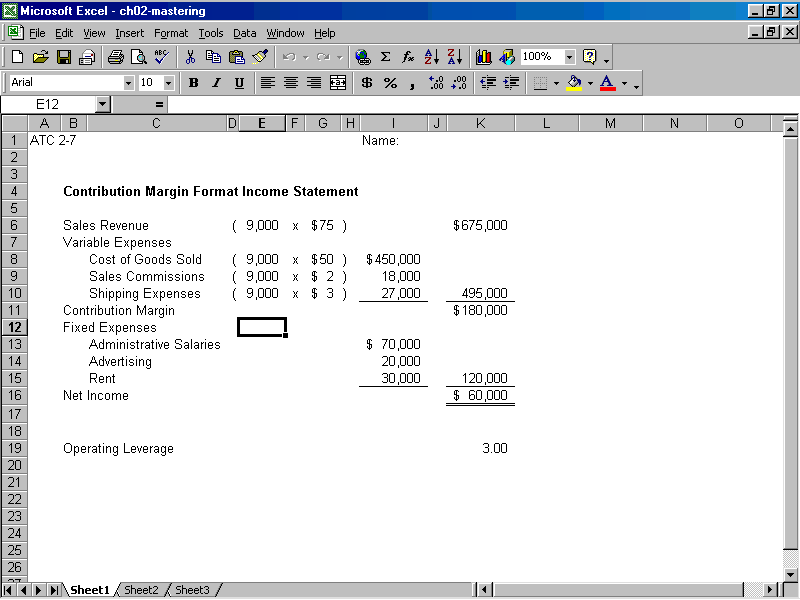 Microsoft Excel - ch02-mastering
File Edit View Insert Format Tools Data Window Help
100%
Arial 10 B I U $ % ,
E12 =
A B C D E F G H I J K L M N O
1 ATC 2-7 Name:
2
3
4 Contribution Margin Format Income Statement
5
6 Sales Revenue ( 9,000 x $75 ) $675,000
7 Variable Expenses
8 Cost of Goods Sold ( 9,000 x $50 ) $450,000
9 Sales Commissions ( 9,000 x $ 2 ) 18,000
10 Shipping Expenses ( 9,000 x $ 3 ) 27,000 495,000
11 Contribution Margin $180,000
12 Fixed Expenses
13 Administrative Salaries $ 70,000
14 Advertising 20,000
15 Rent 30,000 120,000
16 Net Income $ 60,000
17
18
19 Operating Leverage 3.00
20
21
22
23
24
25
26
27
Sheet1 Sheet2 Sheet3